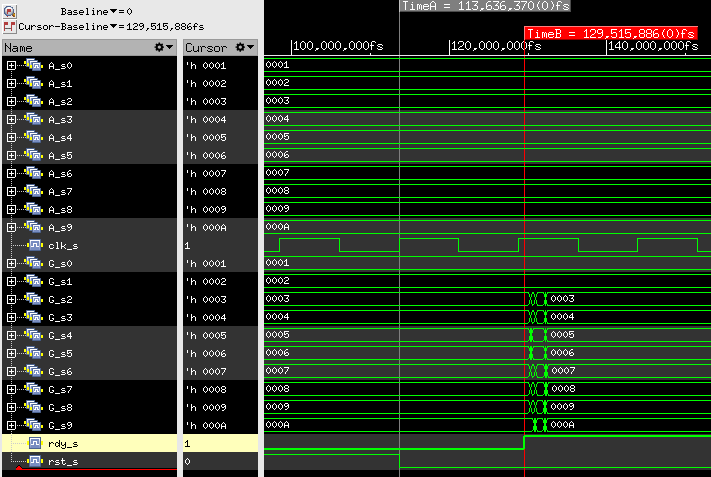 TimeA = 113,636,370(0)fs
Baseline▼=0
Cursor-Baseline▼=129,515,886fs
TimeB = 129,515,886(0)fs
Name Cursor 100,000,000fs 120,000,000fs 140,000,000fs
A_s0 'h 0001 0001
A_s1 'h 0002 0002
A_s2 'h 0003 0003
A_s3 'h 0004 0004
A_s4 'h 0005 0005
A_s5 'h 0006 0006
A_s6 'h 0007 0007
A_s7 'h 0008 0008
A_s8 'h 0009 0009
A_s9 'h 000A 000A
clk_s 1
G_s0 'h 0001 0001
G_s1 'h 0002 0002
G_s2 'h 0003 0003 0003
G_s3 'h 0004 0004 0004
G_s4 'h 0005 0005 0005
G_s5 'h 0006 0006 0006
G_s6 'h 0007 0007 0007
G_s7 'h 0008 0008 0008
G_s8 'h 0009 0009 0009
G_s9 'h 000A 000A 000A
rdy_s 1
rst_s 0